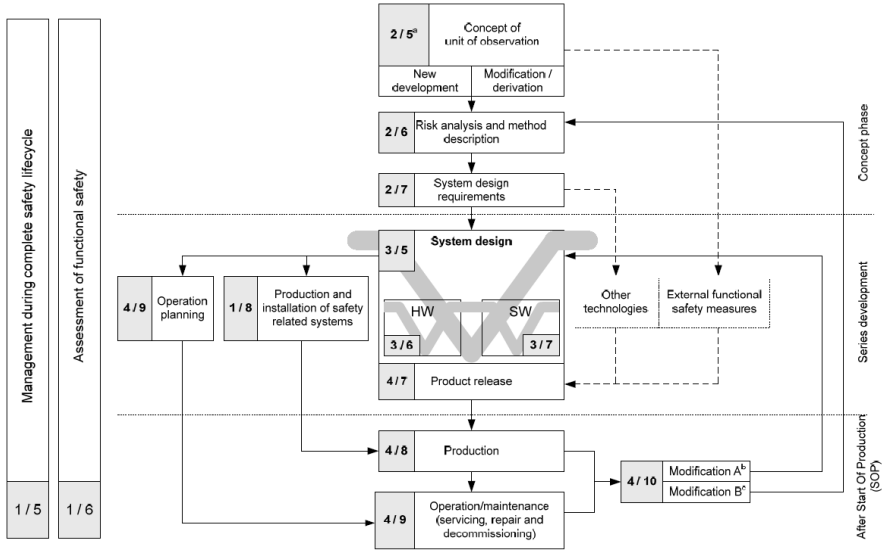 Management during complete safety lifecycle
1 / 5
Assessment of functional safety
1 / 6
2 / 5a
Concept of
unit of observation
New
development
Modification /
derivation
2 / 6
Risk analysis and method
description
2 / 7
System design
requirements
Concept phase
3 / 5
System design
4 / 9
Operation
planning
1 / 8
Production and
installation of safety
related systems
HW
3 / 6
SW
3 / 7
Other
technologies
External functional
safety measures
4 / 7
Product release
Series development
4 / 8
Production
4 / 9
Operation/maintenance
(servicing, repair and
decommissioning)
4 / 10
Modification Ab
Modification Bc
After Start Of Production
(SOP)